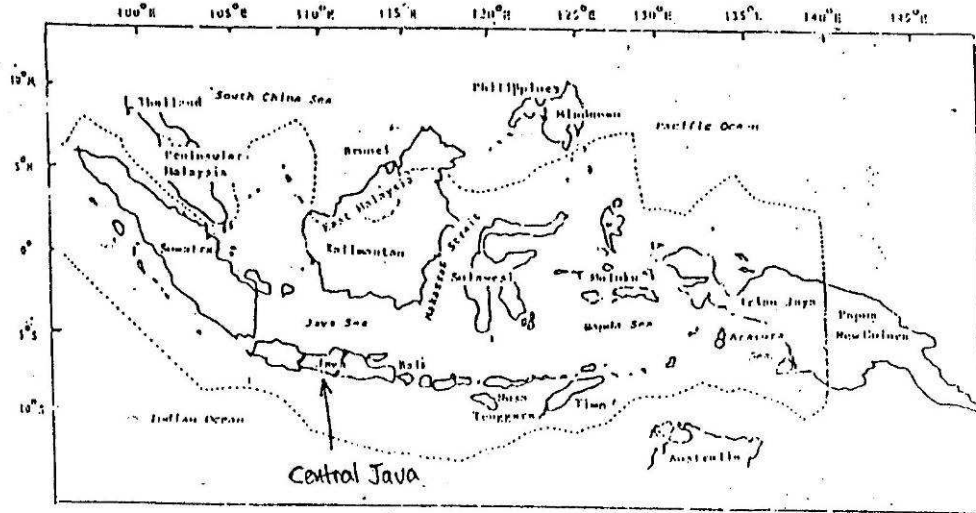 100°E 105°E 110°E 115°E 120°E 125°E 130°E 135°E 140°E 145°E
10°N
Thailand
South China Sea
Philippines
Mindanao
Pacific Ocean
5°N
Peninsular
Malaysia
Brunei
East Malaysia
0°
Sumatra
Kalimantan
Makassar Strait
Sulawesi
Maluku
Irian Jaya
Papua
New Guinea
5°S
Java Sea
Banda Sea
Arafura
Sea
Java
Bali
10°S
Indian Ocean
Nusa
Tenggara
Timor
Australia
Central Java